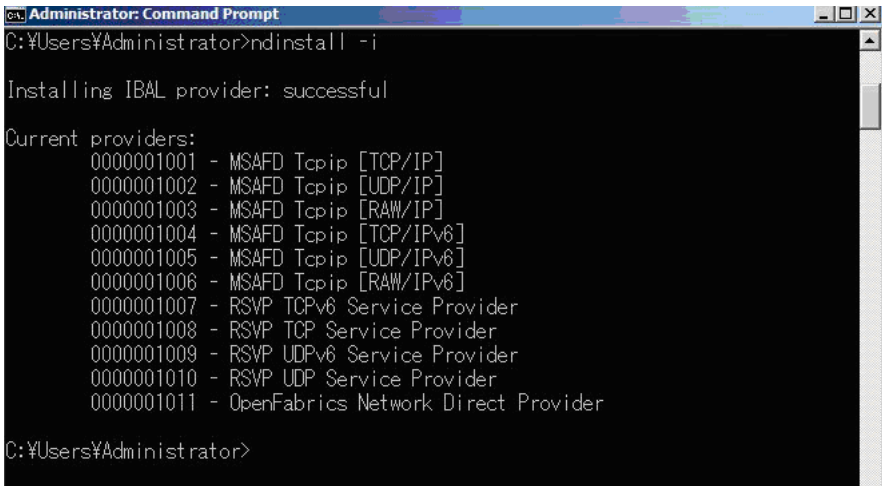 Administrator: Command Prompt
C:¥Users¥Administrator>ndinstall -i
Installing IBAL provider: successful
Current providers:
0000001001 - MSAFD Tcpip [TCP/IP]
0000001002 - MSAFD Tcpip [UDP/IP]
0000001003 - MSAFD Tcpip [RAW/IP]
0000001004 - MSAFD Tcpip [TCP/IPv6]
0000001005 - MSAFD Tcpip [UDP/IPv6]
0000001006 - MSAFD Tcpip [RAW/IPv6]
0000001007 - RSVP TCPv6 Service Provider
0000001008 - RSVP TCP Service Provider
0000001009 - RSVP UDPv6 Service Provider
0000001010 - RSVP UDP Service Provider
0000001011 - OpenFabrics Network Direct Provider
C:¥Users¥Administrator>